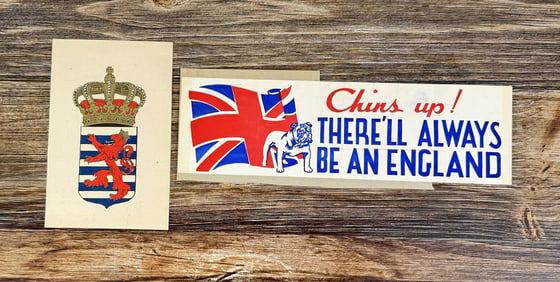 Chins up!
THERE'LL ALWAYS
BE AN ENGLAND